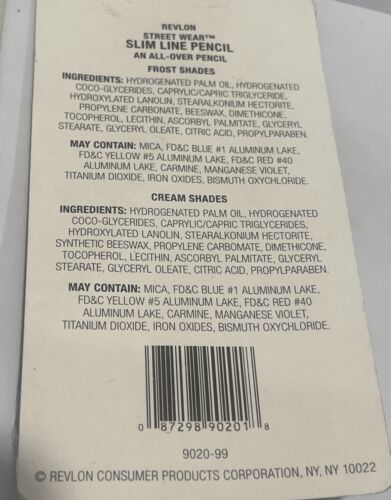 REVLON
STREET WEAR™
SLIM LINE PENCIL
AN ALL-OVER PENCIL
FROST SHADES
INGREDIENTS: HYDROGENATED PALM OIL, HYDROGENATED
COCO-GLYCERIDES, CAPRYLIC/CAPRIC TRIGLYCERIDE,
HYDROXYLATED LANOLIN, STEARALKONIUM HECTORITE,
PROPYLENE CARBONATE, BEESWAX, DIMETHICONE,
TOCOPHEROL, LECITHIN, ASCORBYL PALMITATE, GLYCERYL
STEARATE, GLYCERYL OLEATE, CITRIC ACID, PROPYLPARABEN.
MAY CONTAIN: MICA, FD&C BLUE #1 ALUMINUM LAKE,
FD&C YELLOW #5 ALUMINUM LAKE, FD&C RED #40
ALUMINUM LAKE, CARMINE, MANGANESE VIOLET,
TITANIUM DIOXIDE, IRON OXIDES, BISMUTH OXYCHLORIDE.
CREAM SHADES
INGREDIENTS: HYDROGENATED PALM OIL, HYDROGENATED
COCO-GLYCERIDES, CAPRYLIC/CAPRIC TRIGLYCERIDES,
HYDROXYLATED LANOLIN, STEARALKONIUM HECTORITE,
SYNTHETIC BEESWAX, PROPYLENE CARBOMATE, DIMETHICONE,
TOCOPHEROL, LECITHIN, ASCORBYL PALMITATE, GLYCERYL
STEARATE, GLYCERYL OLEATE, CITRIC ACID, PROPYLPARABEN.
MAY CONTAIN: MICA, FD&C BLUE #1 ALUMINUM LAKE,
FD&C YELLOW #5 ALUMINUM LAKE, FD&C RED #40
ALUMINUM LAKE, CARMINE, MANGANESE VIOLET,
TITANIUM DIOXIDE, IRON OXIDES, BISMUTH OXYCHLORIDE.
0 87298 90201 8
9020-99
© REVLON CONSUMER PRODUCTS CORPORATION, NY, NY 10022